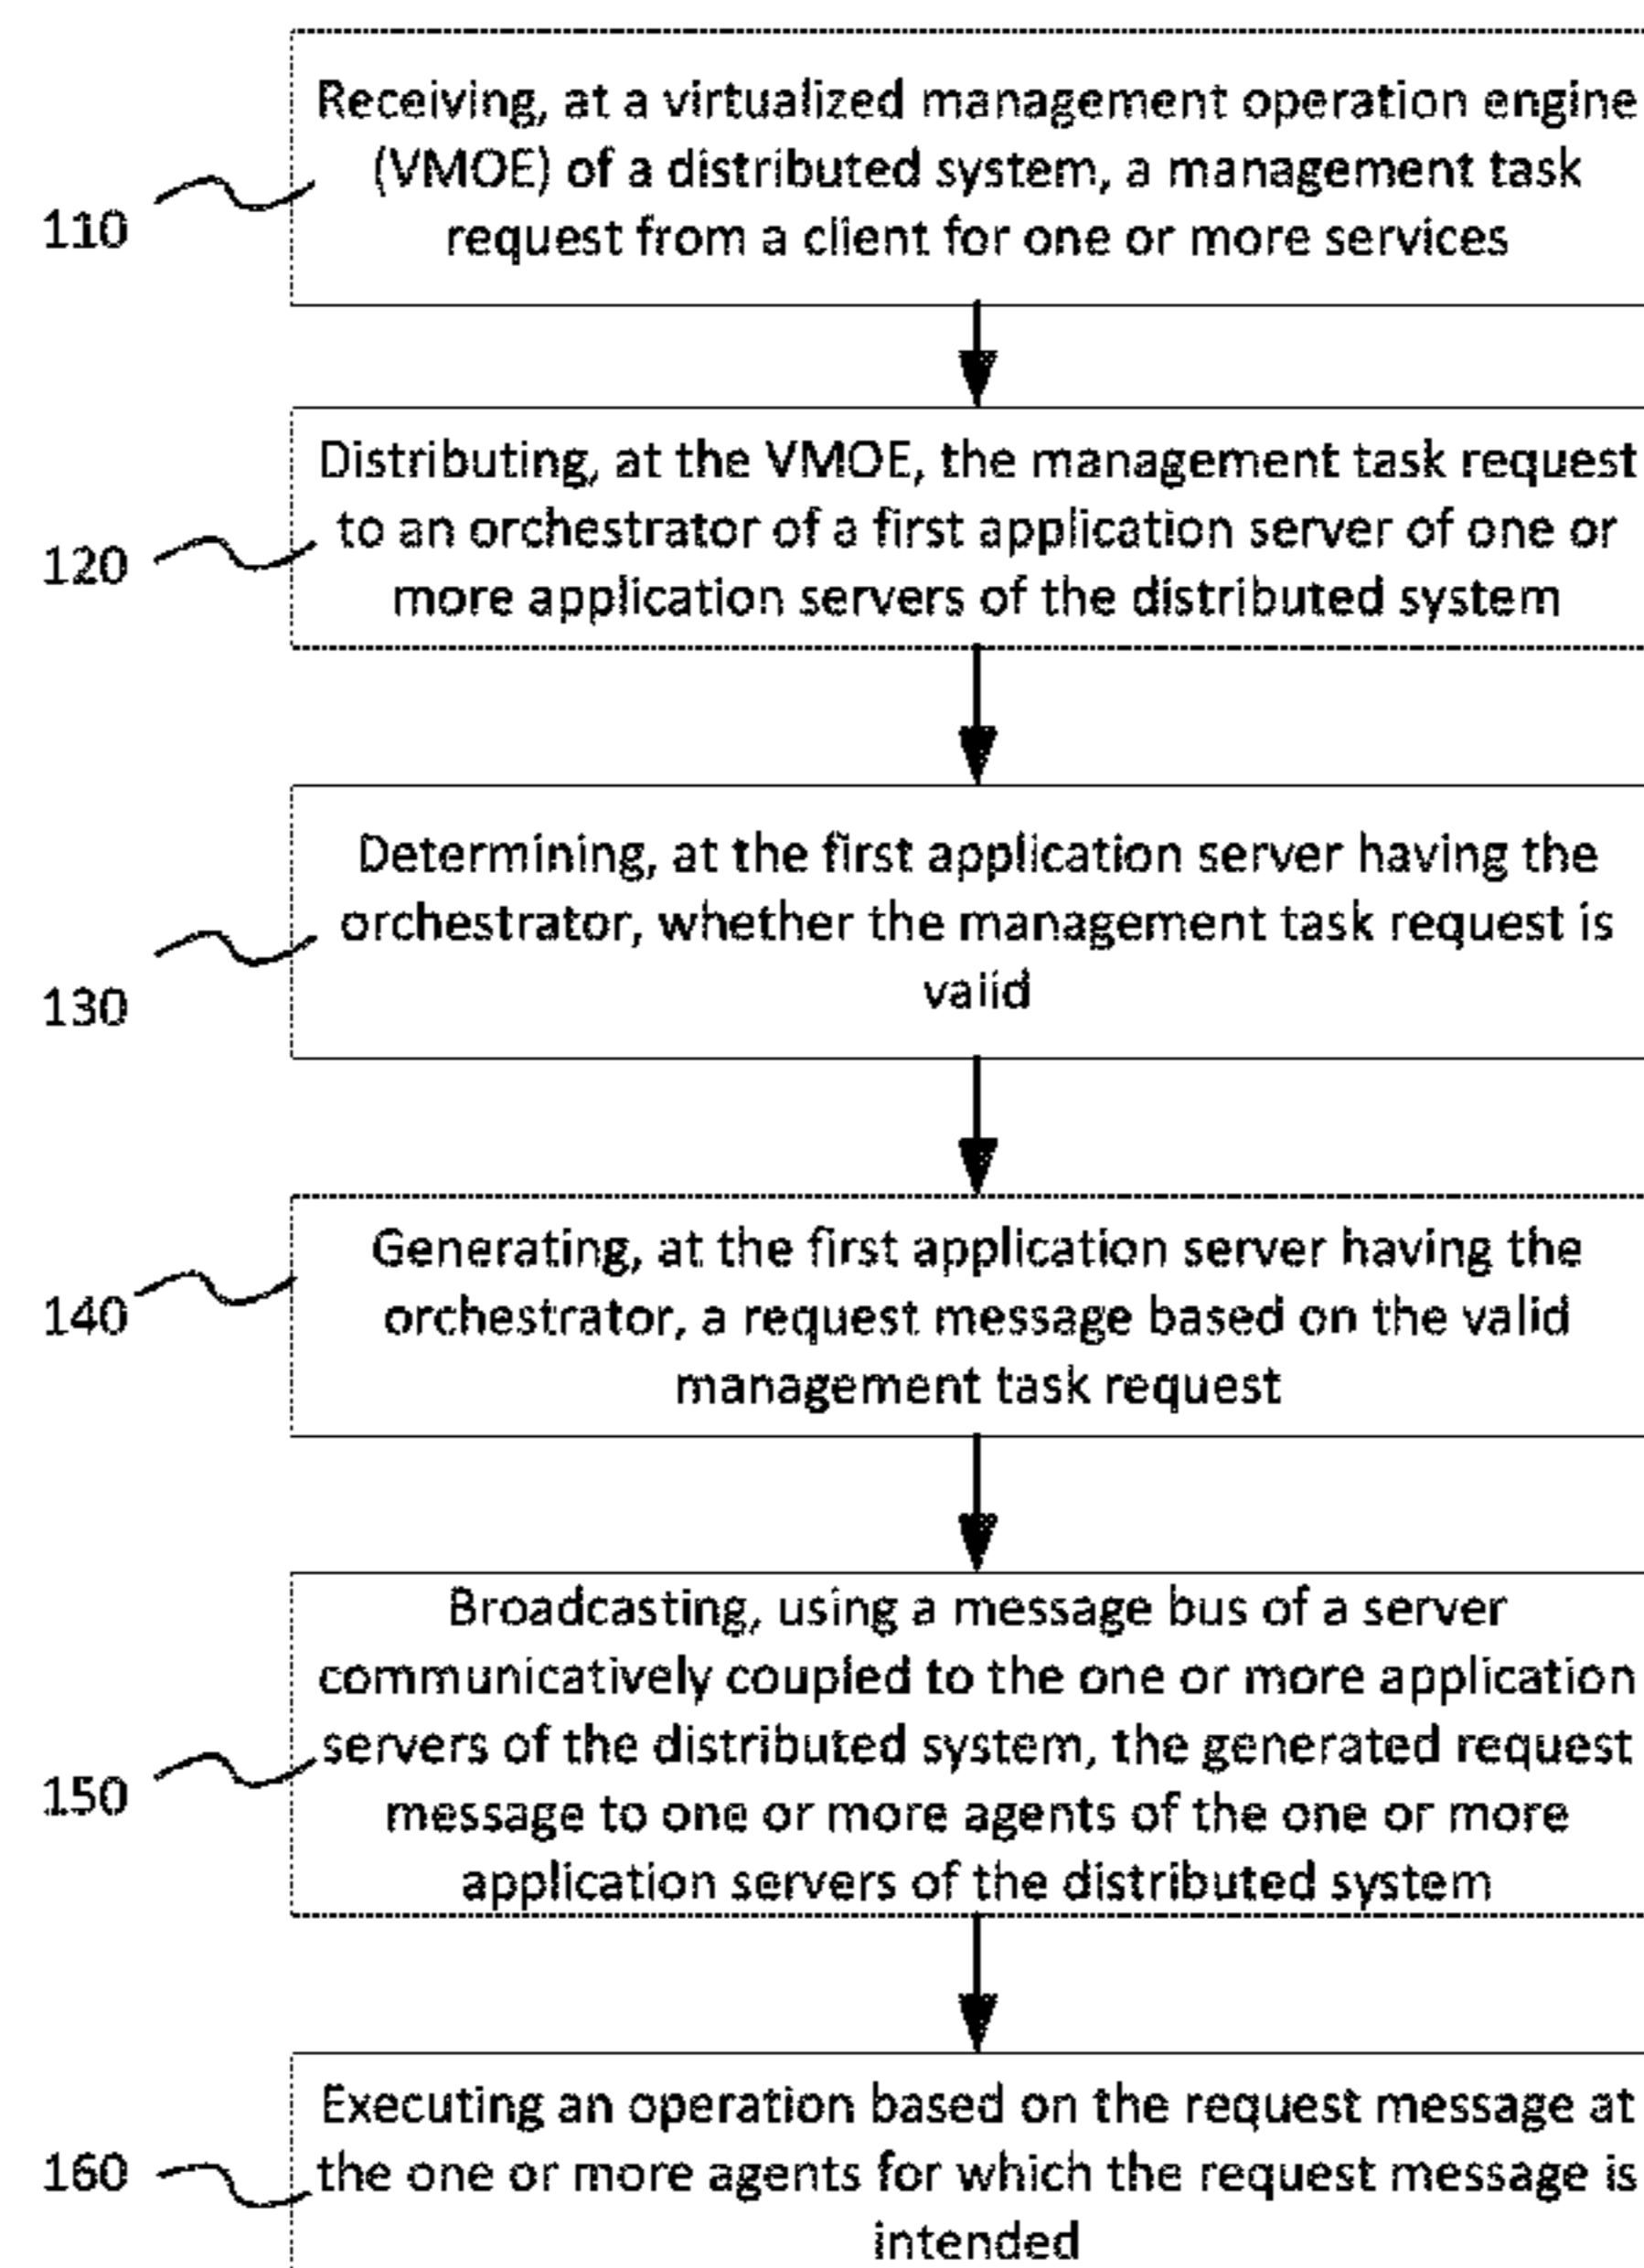 Receiving, at a virtualized management operation engine
(VMOE) of a distributed system, a management task
request from a client for one or more services
110
Distributing, at the VMOE, the management task request
to an orchestrator of a first application server of one or
more application servers of the distributed system
120
Determining, at the first application server having the
orchestrator, whether the management task request is
valid
130
Generating, at the first application server having the
orchestrator, a request message based on the valid
management task request
140
Broadcasting, using a message bus of a server
communicatively coupled to the one or more application
servers of the distributed system, the generated request
message to one or more agents of the one or more
application servers of the distributed system
150
Executing an operation based on the request message at
the one or more agents for which the request message is
intended
160